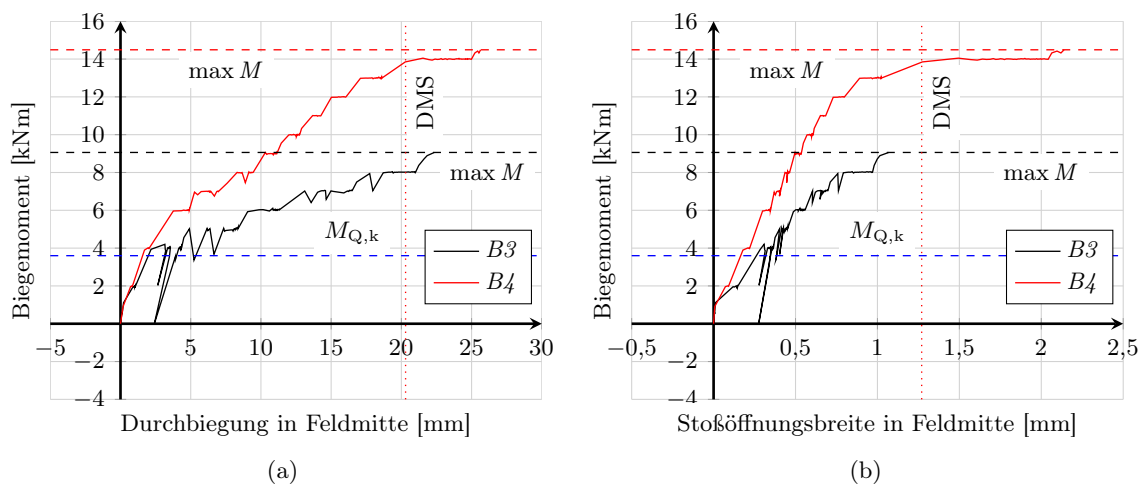 16
14
12
10
8
6
4
2
−2
−4
−5
5
10
15
20
25
30
Biegemoment [kNm]
max M
DMS
max M
M_Q,k
B3
B4
Durchbiegung in Feldmitte [mm]
(a)
16
14
12
10
8
6
4
2
−2
−4
−0,5
0,5
1
1,5
2
2,5
Biegemoment [kNm]
max M
DMS
max M
M_Q,k
B3
B4
Stoßöffnungsbreite in Feldmitte [mm]
(b)